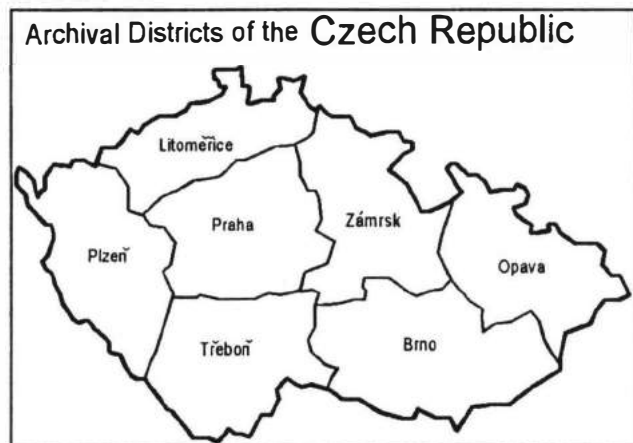 Archival Districts of the Czech Republic
Litoměřice
Praha
Zámrsk
Plzeň
Opava
Třeboň
Brno